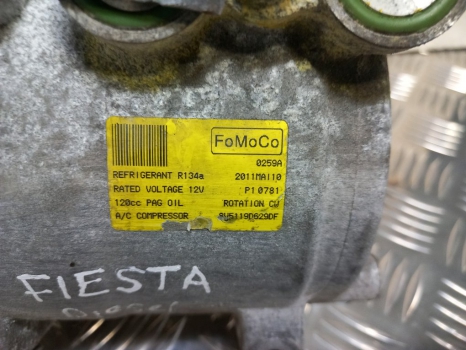 FoMoCo
0259A
REFRIGERANT R134a 2011MAI10
RATED VOLTAGE 12V P10781
120cc PAG OIL ROTATION CW
A/C COMPRESSOR
FIESTA